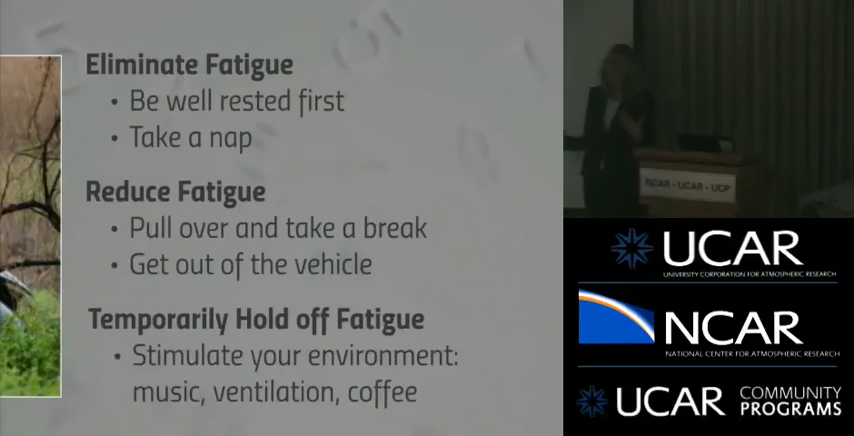 Eliminate Fatigue
• Be well rested first
• Take a nap
Reduce Fatigue
• Pull over and take a break
• Get out of the vehicle
Temporarily Hold off Fatigue
• Stimulate your environment:
music, ventilation, coffee
NCAR - UCAR - UCP
UCAR
UNIVERSITY CORPORATION FOR ATMOSPHERIC RESEARCH
NCAR
NATIONAL CENTER FOR ATMOSPHERIC RESEARCH
UCAR COMMUNITY
PROGRAMS